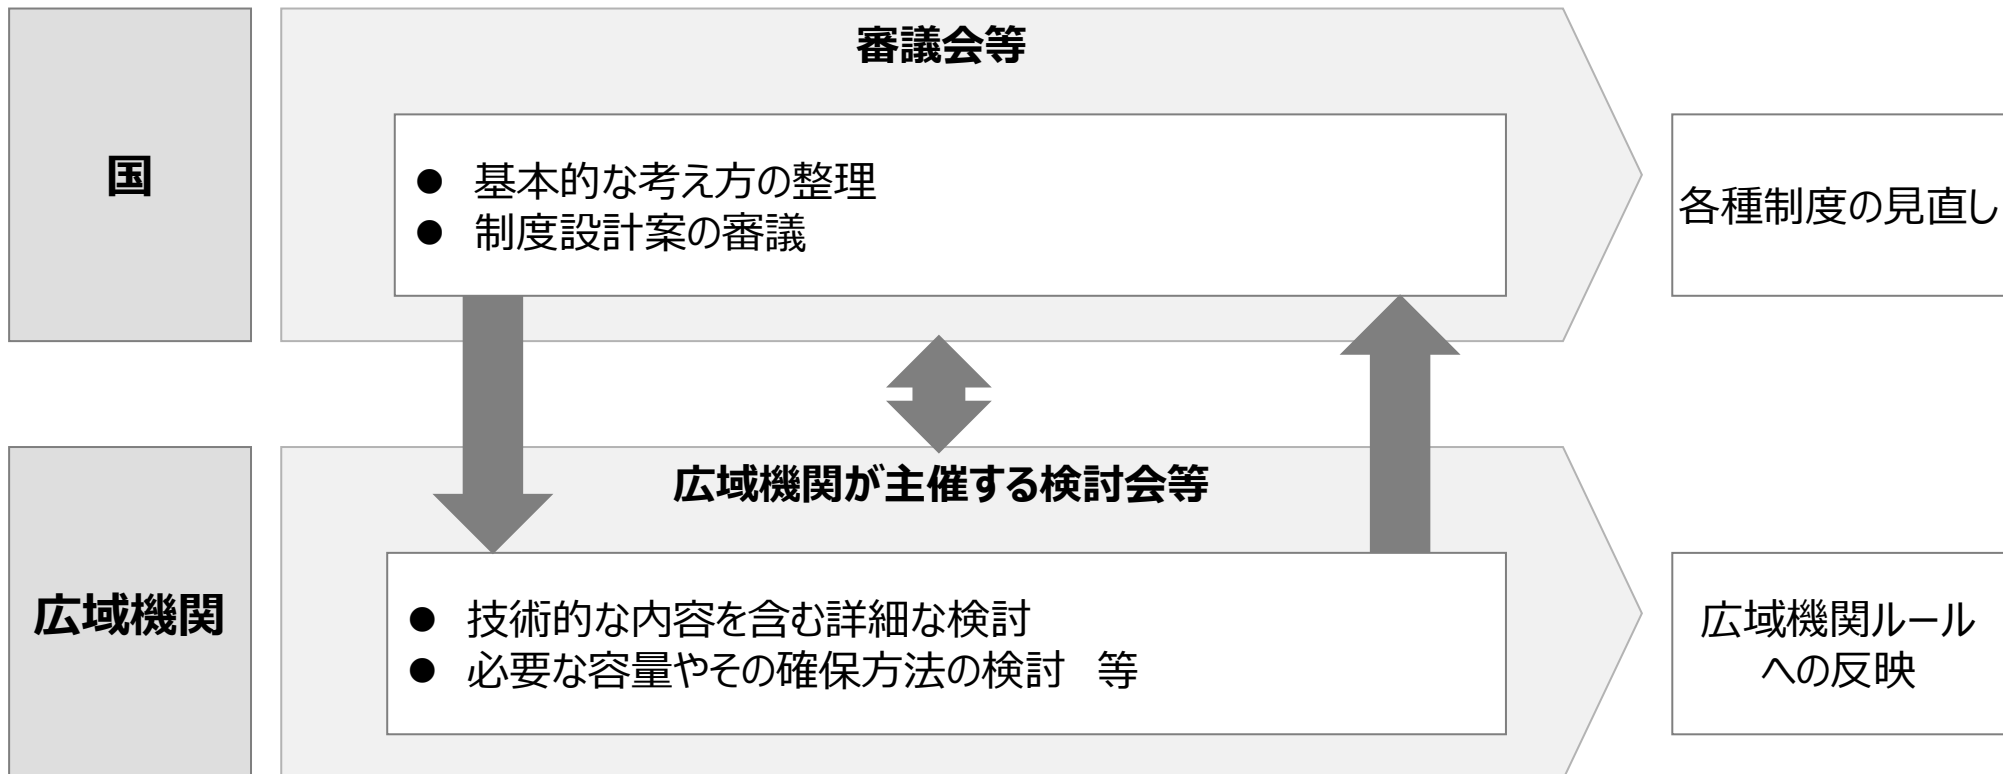 審議会等
国
● 基本的な考え方の整理
● 制度設計案の審議
各種制度の見直し
広域機関が主催する検討会等
広域機関
● 技術的な内容を含む詳細な検討
● 必要な容量やその確保方法の検討　等
広域機関ルール
への反映